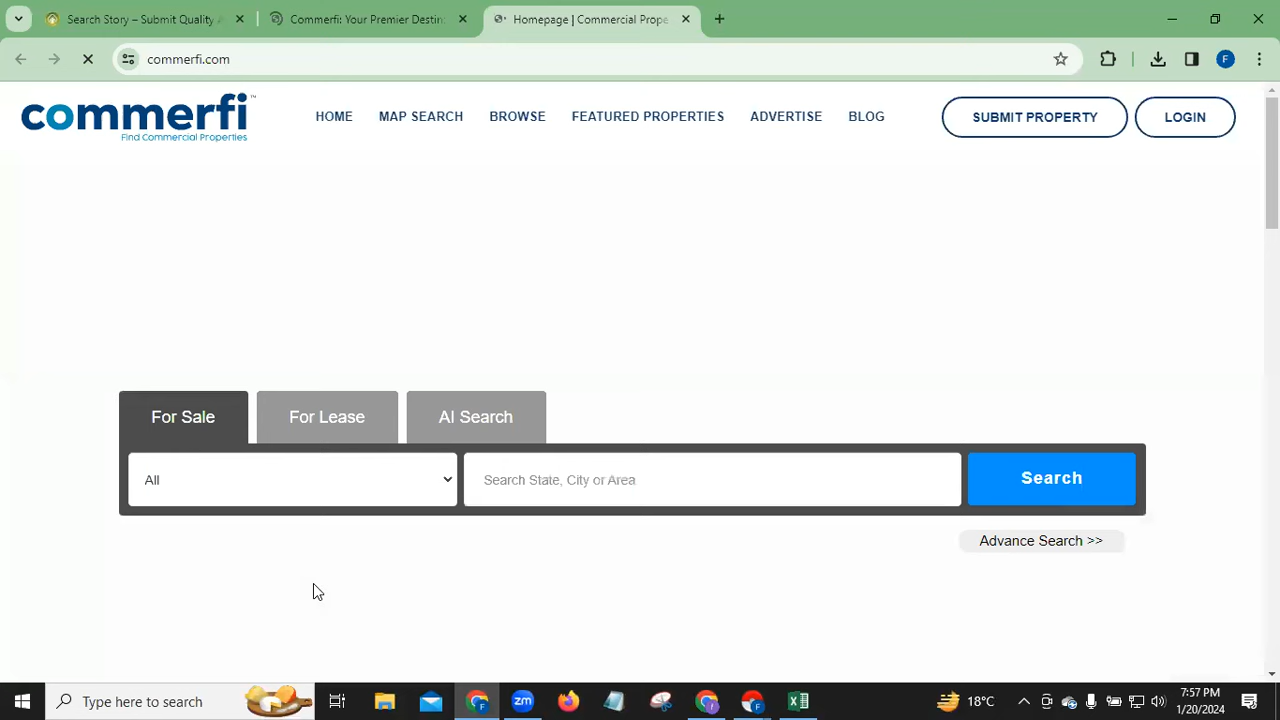 Search Story – Submit Quality A
Commerfi: Your Premier Destin
Homepage | Commercial Prope
commerfi.com
F
commerfi™
Find Commercial Properties
HOME
MAP SEARCH
BROWSE
FEATURED PROPERTIES
ADVERTISE
BLOG
SUBMIT PROPERTY
LOGIN
For Sale
For Lease
AI Search
All
Search State, City or Area
Search
Advance Search >>
Type here to search
zm
18°C
7:57 PM
1/20/2024